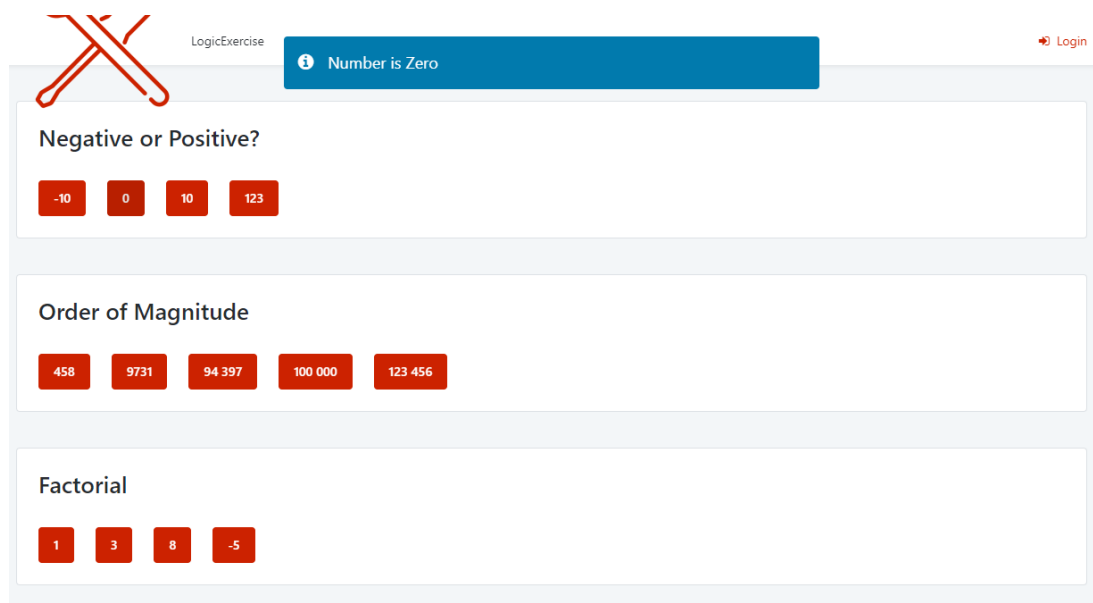 LogicExercise
Number is Zero
Login
Negative or Positive?
-10 0 10 123
Order of Magnitude
458 9731 94 397 100 000 123 456
Factorial
1 3 8 -5